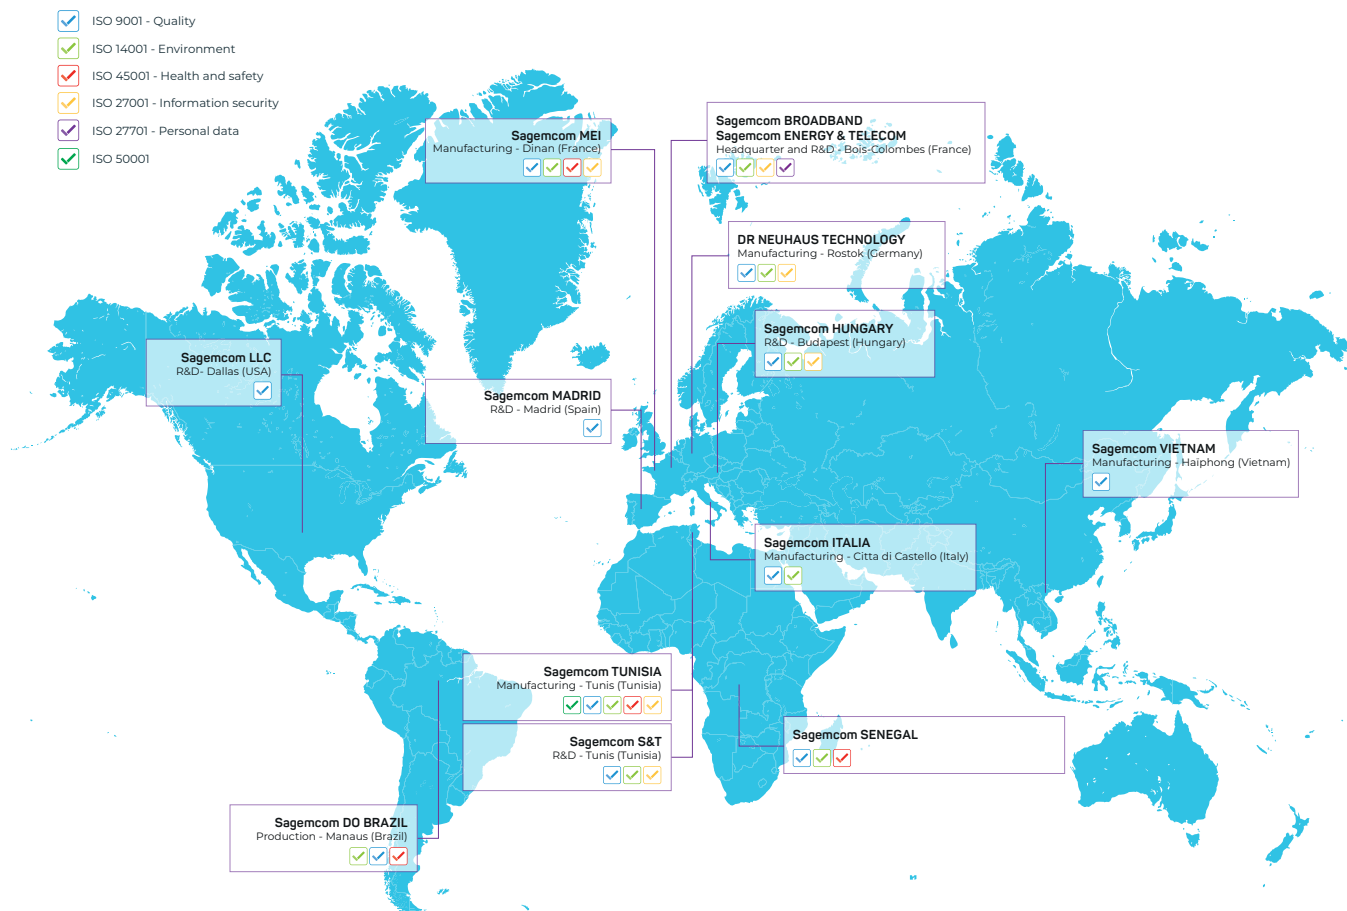 ISO 9001 - Quality
ISO 14001 - Environment
ISO 45001 - Health and safety
ISO 27001 - Information security
ISO 27701 - Personal data
ISO 50001
Sagemcom MEI
Manufacturing - Dinan (France)
Sagemcom BROADBAND
Sagemcom ENERGY & TELECOM
Headquarter and R&D - Bois-Colombes (France)
DR NEUHAUS TECHNOLOGY
Manufacturing - Rostok (Germany)
Sagemcom HUNGARY
R&D - Budapest (Hungary)
Sagemcom LLC
R&D- Dallas (USA)
Sagemcom MADRID
R&D - Madrid (Spain)
Sagemcom VIETNAM
Manufacturing - Haiphong (Vietnam)
Sagemcom ITALIA
Manufacturing - Citta di Castello (Italy)
Sagemcom TUNISIA
Manufacturing - Tunis (Tunisia)
Sagemcom S&T
R&D - Tunis (Tunisia)
Sagemcom SENEGAL
Sagemcom DO BRAZIL
Production - Manaus (Brazil)